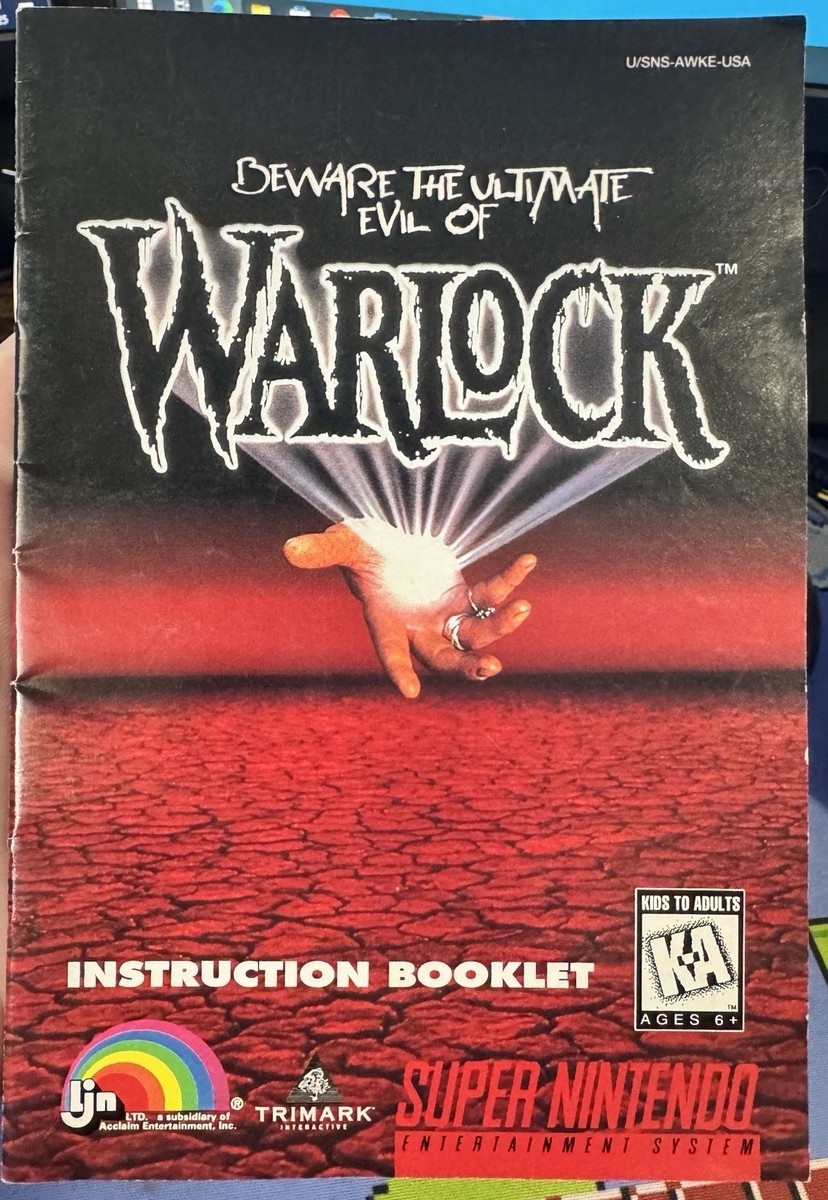 U/SNS-AWKE-USA
BEWARE THE ULTIMATE
EVIL OF
WARLOCK™
KIDS TO ADULTS
K-A
™
AGES 6+
INSTRUCTION BOOKLET
ljn ®
LTD. a subsidiary of
Acclaim Entertainment, Inc.
TRIMARK
INTERACTIVE
SUPER NINTENDO
ENTERTAINMENT SYSTEM